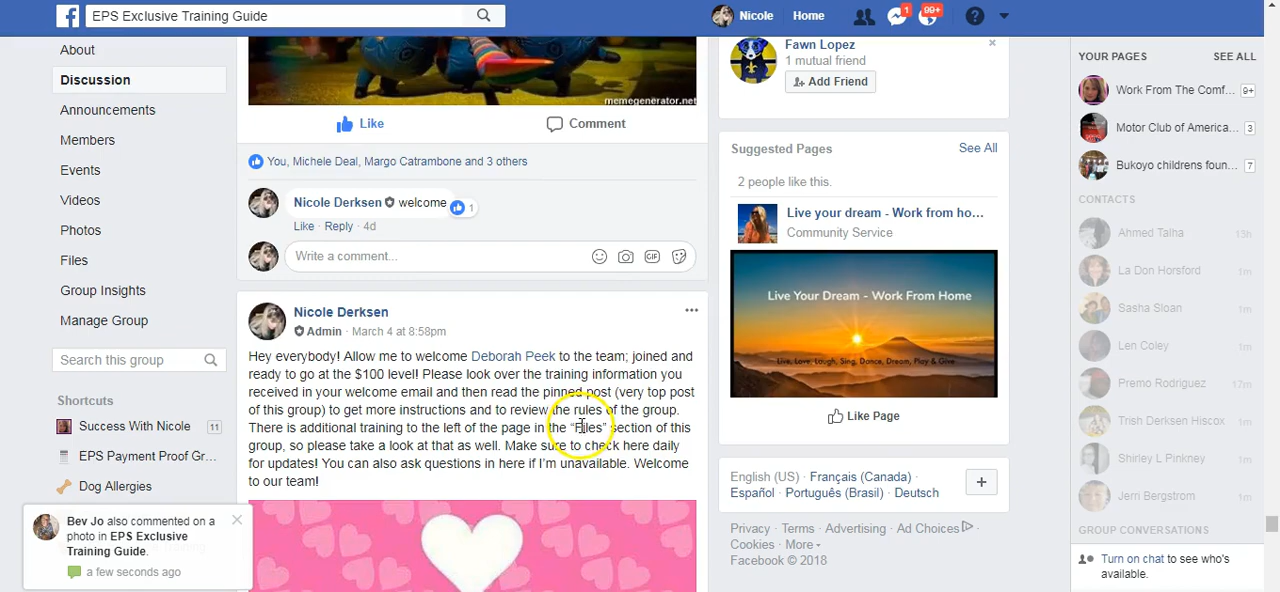 EPS Exclusive Training Guide
Nicole
Home
1
99+
About
Discussion
Announcements
Members
Events
Videos
Photos
Files
Group Insights
Manage Group
Search this group
Shortcuts
Success With Nicole 11
EPS Payment Proof Gr...
Dog Allergies
Bev Jo also commented on a
photo in EPS Exclusive
Training Guide.
a few seconds ago
memegenerator.net
Like
Comment
You, Michele Deal, Margo Catrambone and 3 others
Nicole Derksen welcome
1
Like · Reply · 4d
Write a comment...
GIF
Nicole Derksen
Admin · March 4 at 8:58pm
Hey everybody! Allow me to welcome Deborah Peek to the team; joined and
ready to go at the $100 level! Please look over the training information you
received in your welcome email and then read the pinned post (very top post
of this group) to get more instructions and to review the rules of the group.
There is additional training to the left of the page in the “Files” section of this
group, so please take a look at that as well. Make sure to check here daily
for updates! You can also ask questions in here if I'm unavailable. Welcome
to our team!
Fawn Lopez
1 mutual friend
Add Friend
Suggested Pages
See All
2 people like this.
Live your dream - Work from ho...
Community Service
Live Your Dream - Work From Home
Live, Love, Laugh, Sing, Dance, Dream, Play & Give
Like Page
English (US) · Français (Canada) ·
Español · Português (Brasil) · Deutsch
Privacy · Terms · Advertising · Ad Choices ·
Cookies · More
Facebook © 2018
YOUR PAGES
SEE ALL
Work From The Comf... 9+
Motor Club of America... 3
Bukoyo childrens foun... 7
CONTACTS
Ahmed Talha 13h
La Don Horsford 1m
Sasha Sloan 1m
Len Coley 1m
Premo Rodriguez 17m
Trish Derksen Hiscox 1m
Shirley L Pinkney 1m
Jerri Bergstrom 1m
GROUP CONVERSATIONS
Turn on chat to see who's
available.